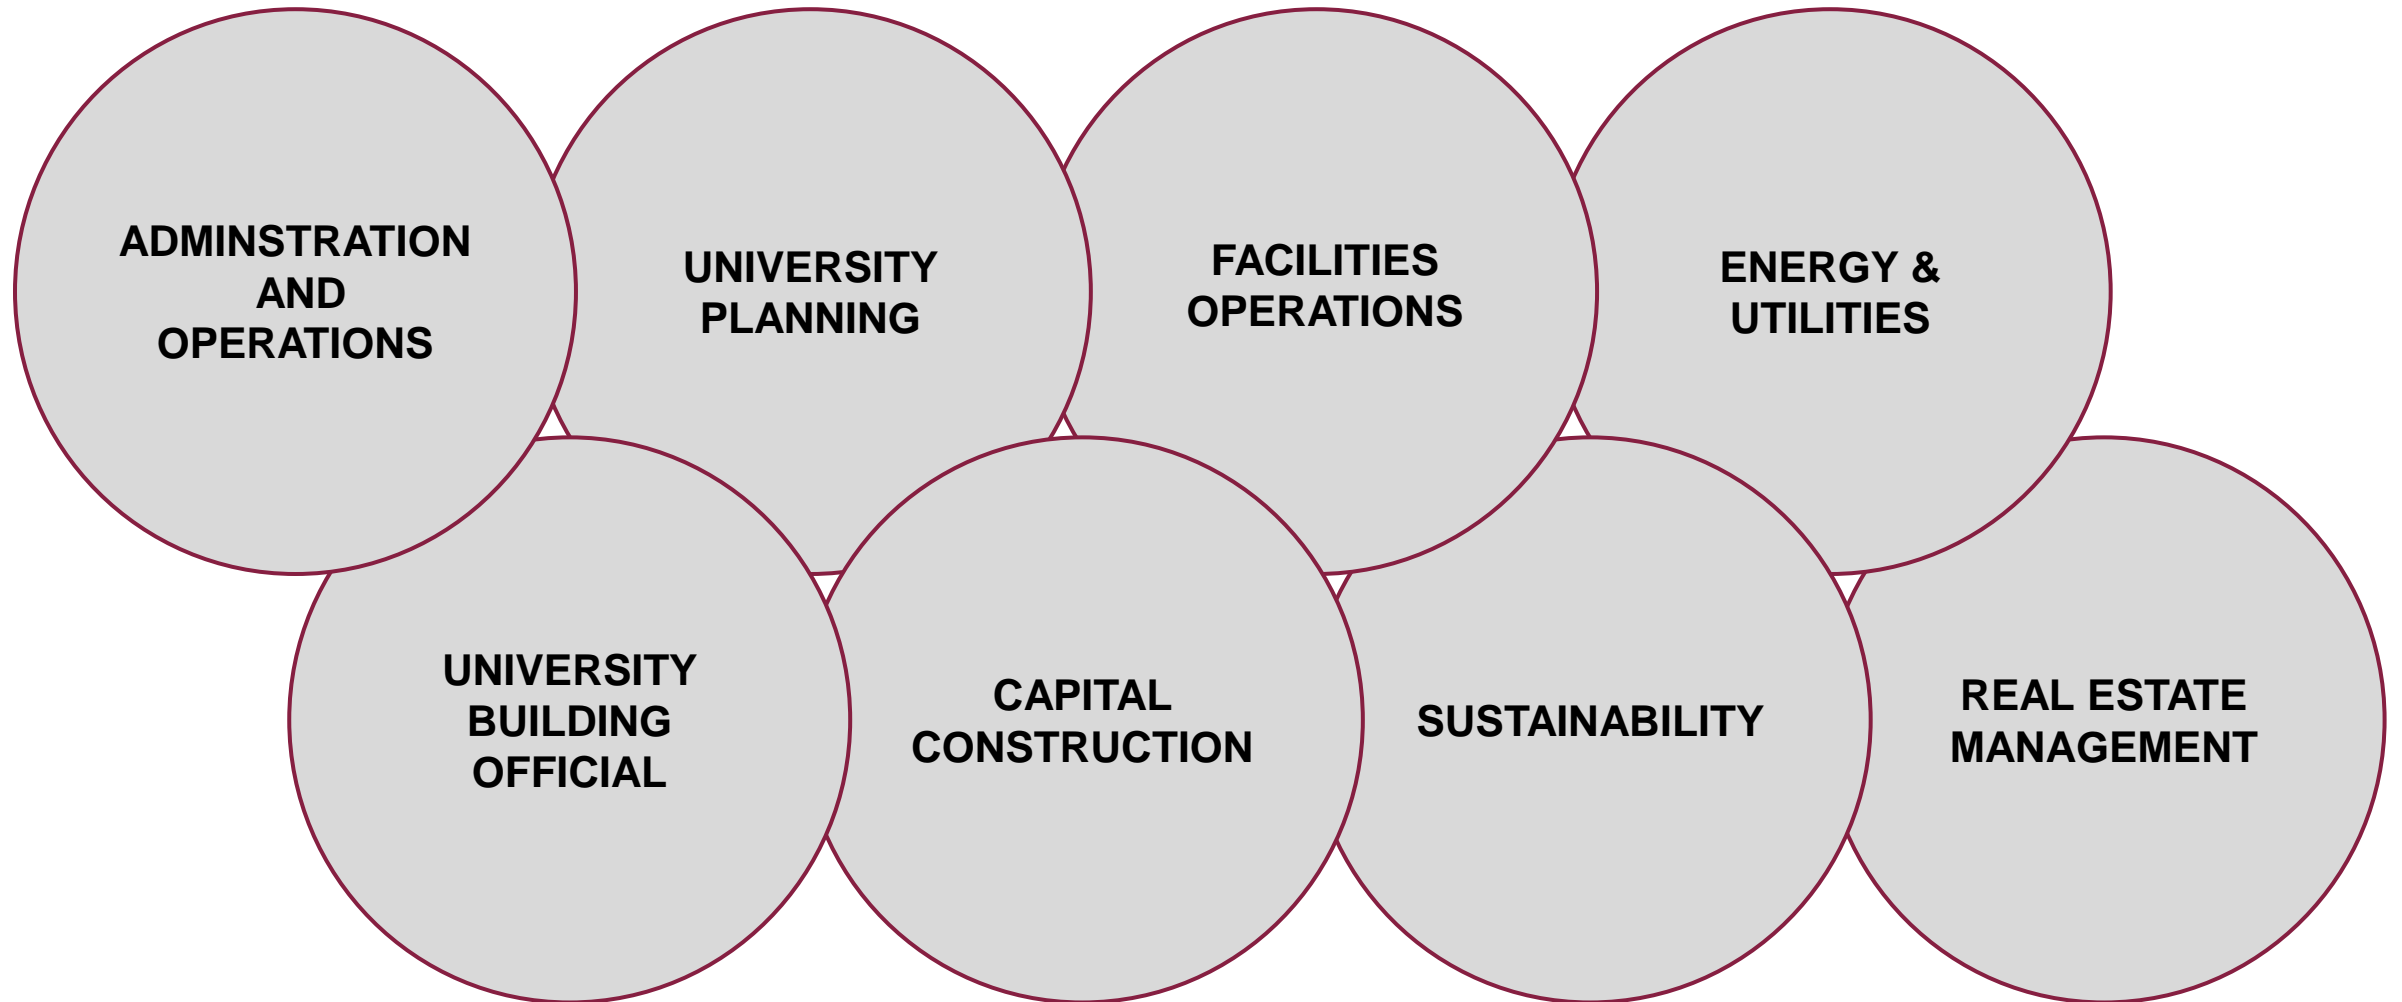 ADMINSTRATION
AND
OPERATIONS
UNIVERSITY
PLANNING
FACILITIES
OPERATIONS
ENERGY &
UTILITIES
UNIVERSITY
BUILDING
OFFICIAL
CAPITAL
CONSTRUCTION
SUSTAINABILITY
REAL ESTATE
MANAGEMENT